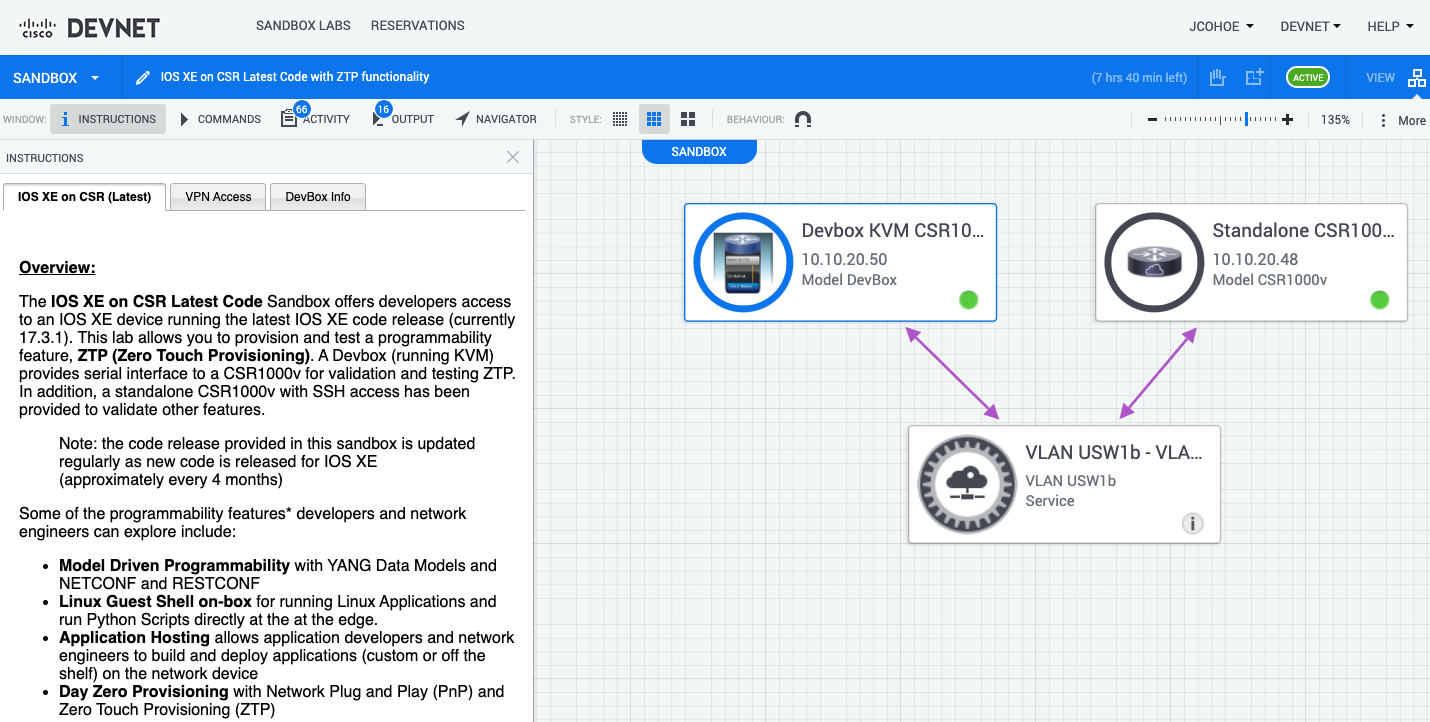 CISCO DEVNET
SANDBOX LABS RESERVATIONS
JCOHOE DEVNET HELP
SANDBOX
IOS XE on CSR Latest Code with ZTP functionality
(7 hrs 40 min left)
ACTIVE
VIEW
WINDOW: INSTRUCTIONS COMMANDS 66 ACTIVITY 16 OUTPUT NAVIGATOR STYLE: BEHAVIOUR: 135% More
INSTRUCTIONS
IOS XE on CSR (Latest) VPN Access DevBox Info
Overview:
The IOS XE on CSR Latest Code Sandbox offers developers access
to an IOS XE device running the latest IOS XE code release (currently
17.3.1). This lab allows you to provision and test a programmability
feature, ZTP (Zero Touch Provisioning). A Devbox (running KVM)
provides serial interface to a CSR1000v for validation and testing ZTP.
In addition, a standalone CSR1000v with SSH access has been
provided to validate other features.
Note: the code release provided in this sandbox is updated
regularly as new code is released for IOS XE
(approximately every 4 months)
Some of the programmability features* developers and network
engineers can explore include:
• Model Driven Programmability with YANG Data Models and
NETCONF and RESTCONF
• Linux Guest Shell on-box for running Linux Applications and
run Python Scripts directly at the at the edge.
• Application Hosting allows application developers and network
engineers to build and deploy applications (custom or off the
shelf) on the network device
• Day Zero Provisioning with Network Plug and Play (PnP) and
Zero Touch Provisioning (ZTP)
SANDBOX
Devbox KVM CSR10...
10.10.20.50
Model DevBox
Standalone CSR100...
10.10.20.48
Model CSR1000v
VLAN USW1b - VLA...
VLAN USW1b
Service